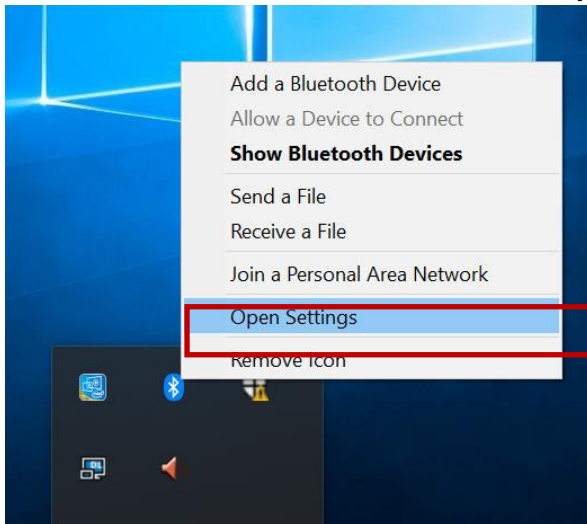 Add a Bluetooth Device
Allow a Device to Connect
Show Bluetooth Devices
Send a File
Receive a File
Join a Personal Area Network
Open Settings
Remove Icon